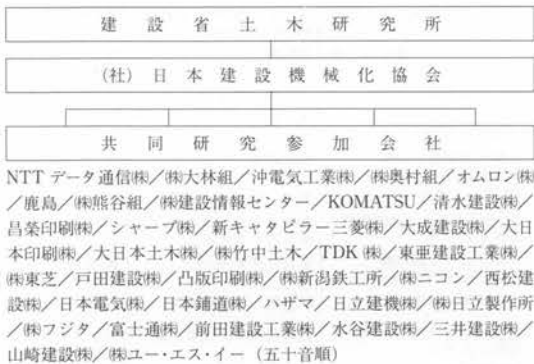 建設省土木研究所
(社)日本建設機械化協会
共同研究参加会社
NTT データ通信㈱／㈱大林組／沖電気工業㈱／㈱奥村組／オムロン㈱
／鹿島／㈱熊谷組／㈱建設情報センター／KOMATSU／清水建設㈱／
昌栄印刷㈱／シャープ㈱／新キャタピラー三菱㈱／大成建設㈱／大日
本印刷㈱／大日本土木㈱／㈱竹中土木／TDK ㈱／東亜建設工業㈱／
㈱東芝／戸田建設㈱／凸版印刷㈱／㈱新潟鉄工所／㈱ニコン／西松建
設㈱／日本電気㈱／日本鋪道㈱／ハザマ／日立建機㈱／㈱日立製作所
／㈱フジタ／富士通㈱／前田建設工業㈱／水谷建設㈱／三井建設㈱／
山崎建設㈱／㈱ユー・エス・イー（五十音順）